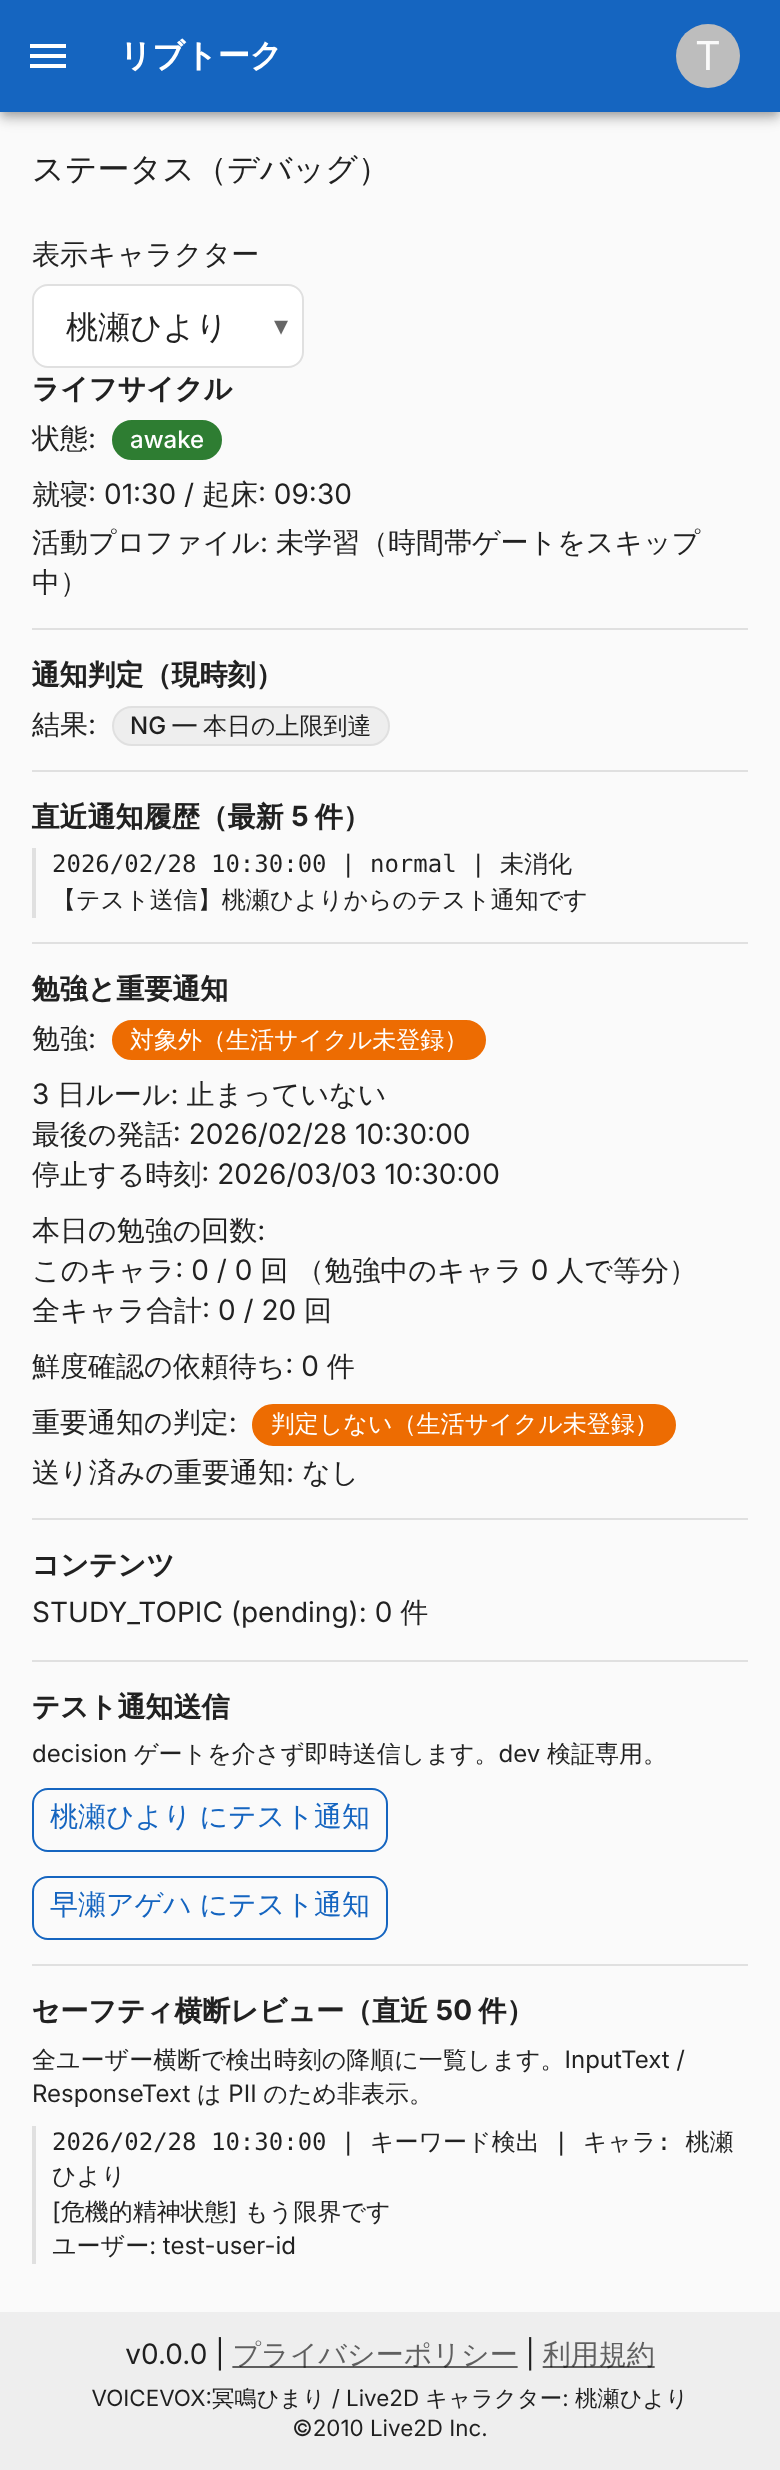 リブトーク
T
ステータス（デバッグ）
表示キャラクター
桃瀬ひより ▼
ライフサイクル
状態: awake
就寝: 01:30 / 起床: 09:30
活動プロファイル: 未学習（時間帯ゲートをスキップ
中）
通知判定（現時刻）
結果: NG — 本日の上限到達
直近通知履歴（最新 5 件）
2026/02/28 10:30:00 | normal | 未消化
【テスト送信】桃瀬ひよりからのテスト通知です
勉強と重要通知
勉強: 対象外（生活サイクル未登録）
3 日ルール: 止まっていない
最後の発話: 2026/02/28 10:30:00
停止する時刻: 2026/03/03 10:30:00
本日の勉強の回数:
このキャラ: 0 / 0 回 （勉強中のキャラ 0 人で等分）
全キャラ合計: 0 / 20 回
鮮度確認の依頼待ち: 0 件
重要通知の判定: 判定しない（生活サイクル未登録）
送り済みの重要通知: なし
コンテンツ
STUDY_TOPIC (pending): 0 件
テスト通知送信
decision ゲートを介さず即時送信します。dev 検証専用。
桃瀬ひより にテスト通知
早瀬アゲハ にテスト通知
セーフティ横断レビュー（直近 50 件）
全ユーザー横断で検出時刻の降順に一覧します。InputText /
ResponseText は PII のため非表示。
2026/02/28 10:30:00 | キーワード検出 | キャラ: 桃瀬
ひより
[危機的精神状態] もう限界です
ユーザー: test-user-id
v0.0.0 | プライバシーポリシー | 利用規約
VOICEVOX:冥鳴ひまり / Live2D キャラクター: 桃瀬ひより
©2010 Live2D Inc.